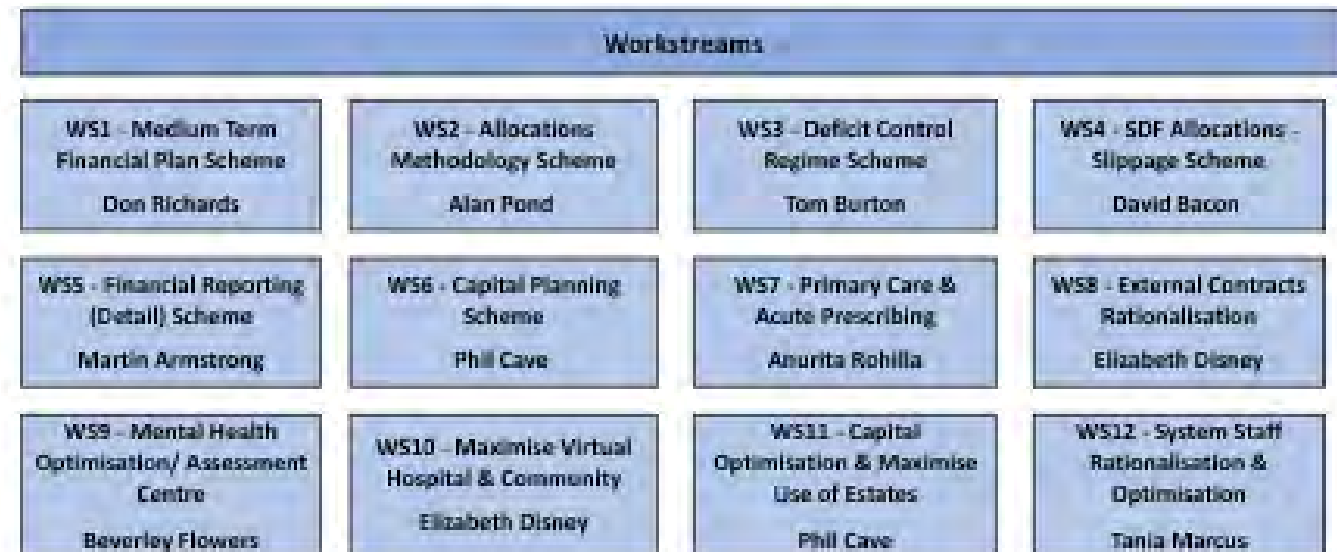 Workstreams
WS1 - Medium Term
Financial Plan Scheme
Don Richards
WS2 - Allocations
Methodology Scheme
Alan Pond
WS3 - Deficit Control
Regime Scheme
Tom Burton
WS4 - SDF Allocations -
Slippage Scheme
David Bacon
WS5 - Financial Reporting
(Detail) Scheme
Martin Armstrong
WS6 - Capital Planning
Scheme
Phil Cave
WS7 - Primary Care &
Acute Prescribing
Anurita Rohilla
WS8 - External Contracts
Rationalisation
Elizabeth Disney
WS9 - Mental Health
Optimisation/ Assessment
Centre
Beverley Flowers
WS10 - Maximise Virtual
Hospital & Community
Elizabeth Disney
WS11 - Capital
Optimisation & Maximise
Use of Estates
Phil Cave
WS12 - System Staff
Rationalisation &
Optimisation
Tania Marcus